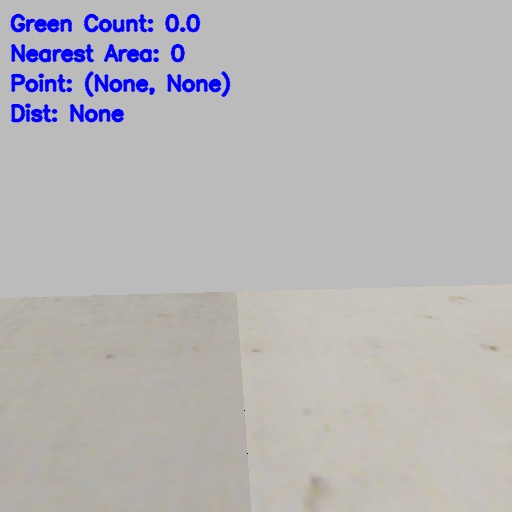 Green Count: 0.0
Nearest Area: 0
Point: (None, None)
Dist: None